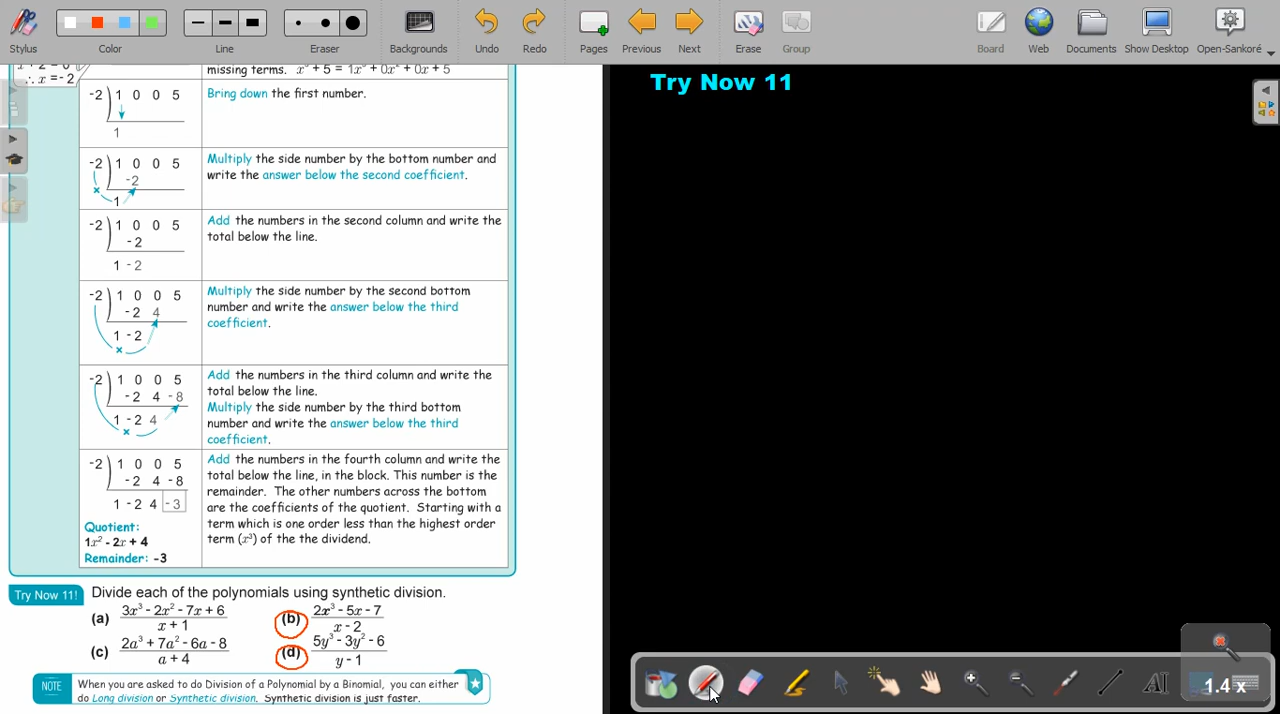 Stylus
Color
Line
Eraser
Backgrounds
Undo
Redo
Pages
Previous
Next
Erase
Group
Board
Web
Documents
Show Desktop
Open-Sankoré
∴ x = -2
missing terms. x³ + 5 = 1x³ + 0x² + 0x + 5
-2) 1 0 0 5
1
Bring down the first number.
-2) 1 0 0 5
-2
× 1
Multiply the side number by the bottom number and
write the answer below the second coefficient.
-2) 1 0 0 5
-2
1 -2
Add the numbers in the second column and write the
total below the line.
-2) 1 0 0 5
-2 4
1 -2
×
Multiply the side number by the second bottom
number and write the answer below the third
coefficient.
-2) 1 0 0 5
-2 4 -8
1 -2 4
×
Add the numbers in the third column and write the
total below the line.
Multiply the side number by the third bottom
number and write the answer below the third
coefficient.
-2) 1 0 0 5
-2 4 -8
1 -2 4 -3
Quotient:
1x² - 2x + 4
Remainder: -3
Add the numbers in the fourth column and write the
total below the line, in the block. This number is the
remainder. The other numbers across the bottom
are the coefficients of the quotient. Starting with a
term which is one order less than the highest order
term (x³) of the the dividend.
Try Now 11!
Divide each of the polynomials using synthetic division.
(a) 3x³ - 2x² - 7x + 6
x + 1
(b) 2x³ - 5x - 7
x - 2
(c) 2a³ + 7a² - 6a - 8
a + 4
(d) 5y³ - 3y² - 6
y - 1
NOTE
When you are asked to do Division of a Polynomial by a Binomial, you can either
do Long division or Synthetic division. Synthetic division is just faster.
Try Now 11
1.4 x